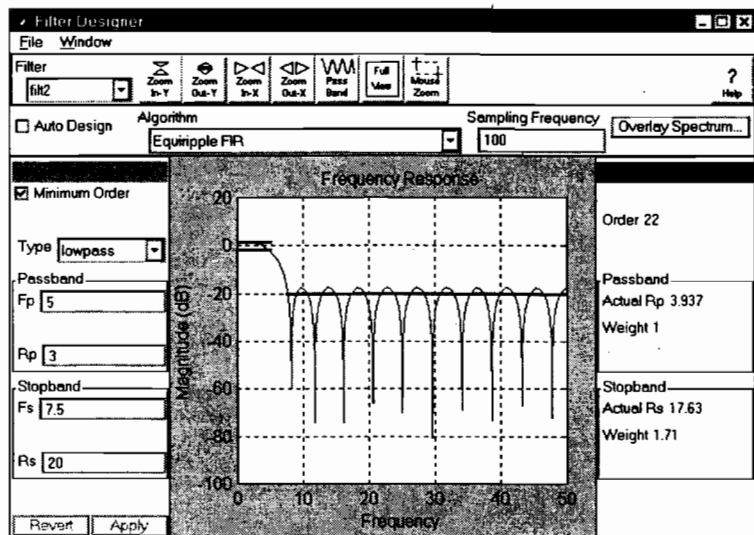 Filter Designer
File Window
Filter
filt2
Zoom In-Y
Zoom Out-Y
Zoom In-X
Zoom Out-X
Pass Band
Full View
Mouse Zoom
? Help
Auto Design
Algorithm
Equiripple FIR
Sampling Frequency
100
Overlay Spectrum...
Minimum Order
Type lowpass
Passband
Fp 5
Rp 3
Stopband
Fs 7.5
Rs 20
Revert Apply
Frequency Response
Magnitude (dB)
20
0
-20
-40
-60
-80
-100
0 10 20 30 40 50
Frequency
Order 22
Passband
Actual Rp 3.937
Weight 1
Stopband
Actual Rs 17.63
Weight 1.71